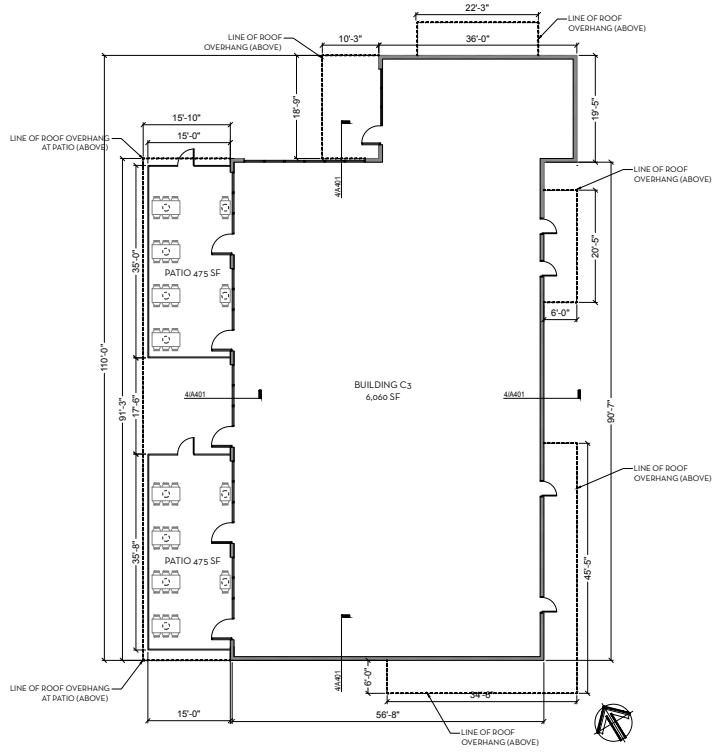 22'-3"
LINE OF ROOF
OVERHANG (ABOVE)
LINE OF ROOF
OVERHANG (ABOVE)
10'-3"
36'-0"
18'-9"
19'-5"
15'-10"
15'-0"
LINE OF ROOF OVERHANG
AT PATIO (ABOVE)
4/A401
LINE OF ROOF
OVERHANG (ABOVE)
20'-5"
6'-0"
35'-0"
PATIO 475 SF
110'-0"
91'-3"
17'-6"
4/A401
BUILDING C3
6,060 SF
4/A401
90'-7"
LINE OF ROOF
OVERHANG (ABOVE)
45'-5"
35'-8"
PATIO 475 SF
4/A401
6'-0"
LINE OF ROOF OVERHANG
AT PATIO (ABOVE)
15'-0"
56'-8"
LINE OF ROOF
OVERHANG (ABOVE)